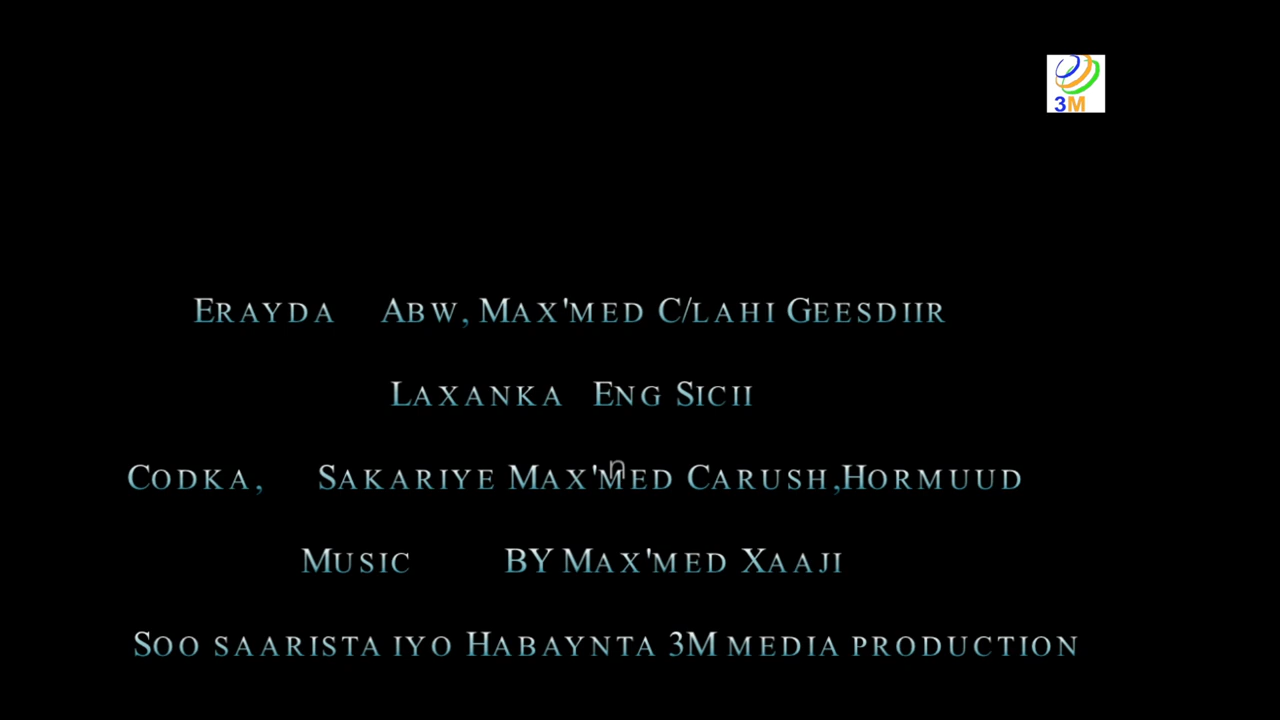 3M
Erayda Abw, Max'med C/lahi Geesdiir
Laxanka Eng Sicii
Codka, Sakariye Max'med Carush,Hormuud
n
Music BY Max'med Xaaji
Soo saarista iyo Habaynta 3M media production